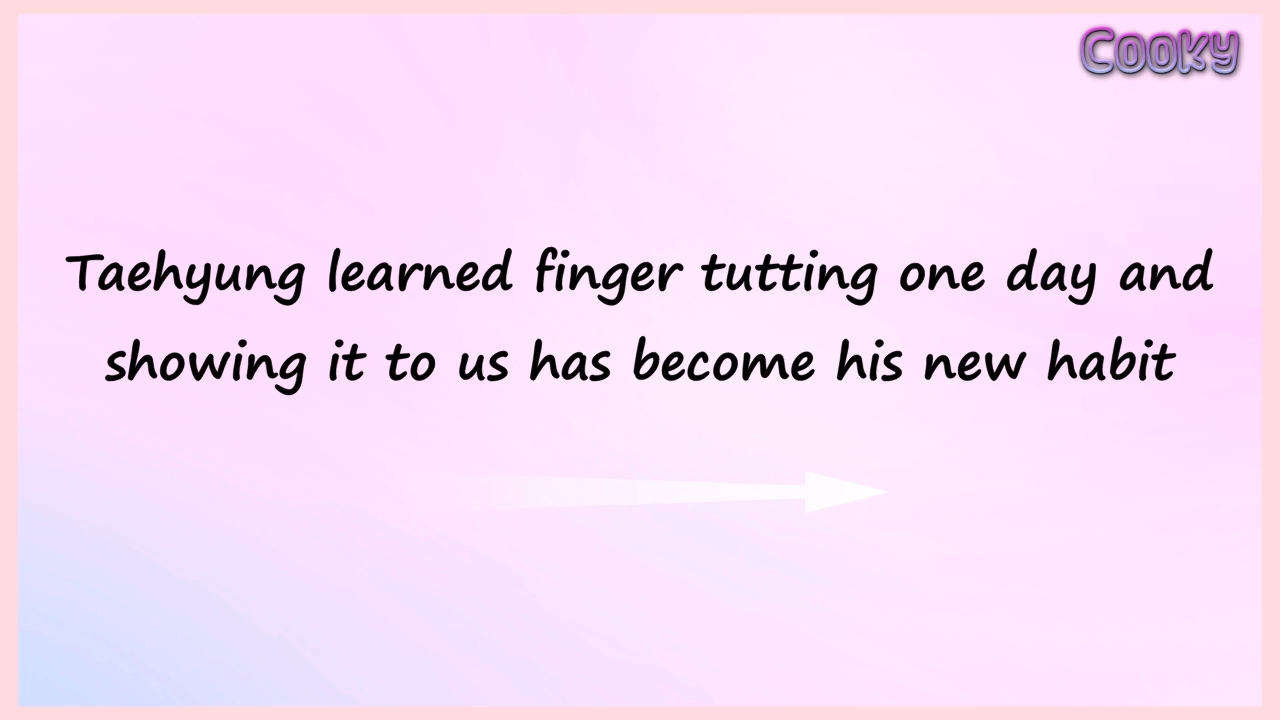 Cooky
Taehyung learned finger tutting one day and
showing it to us has become his new habit